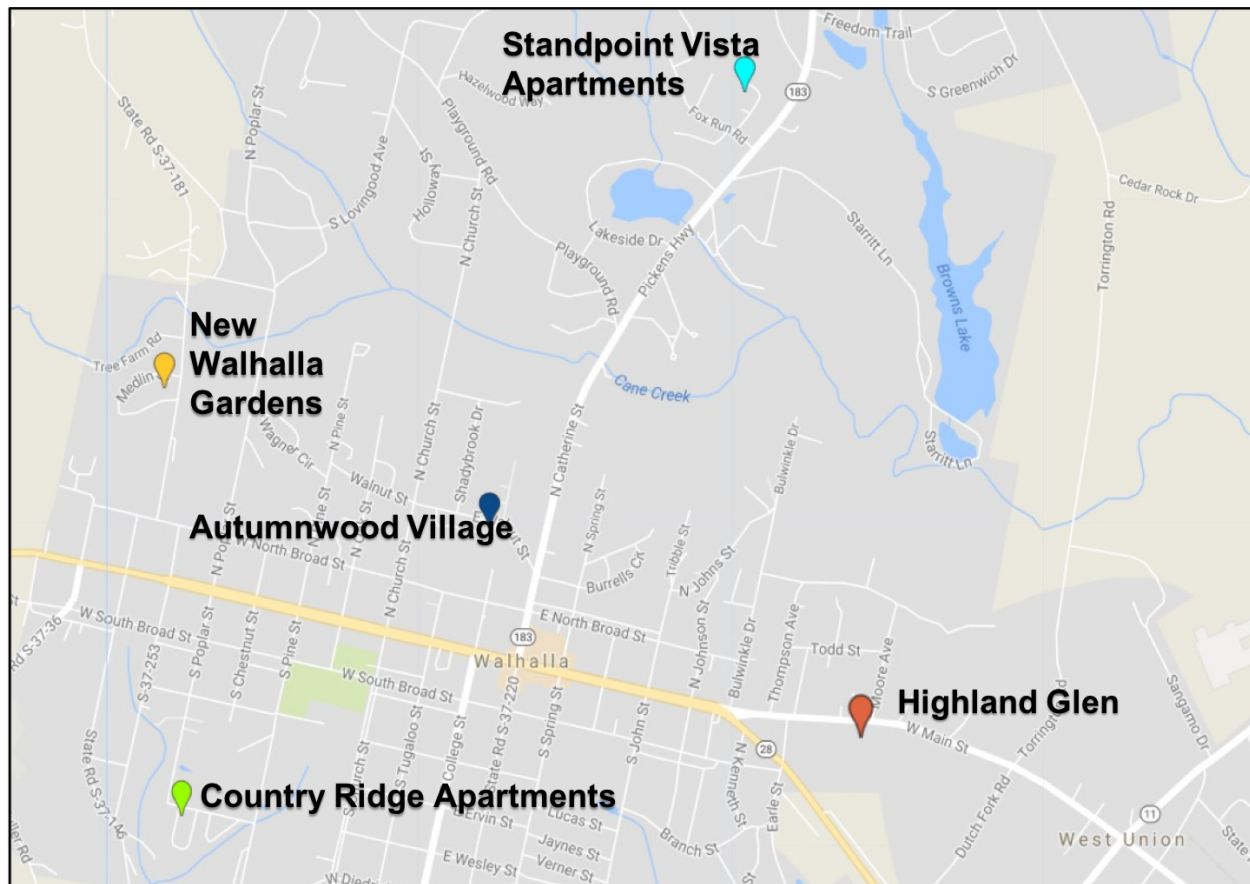 Standpoint Vista
Apartments
Freedom Trail
S Greenwich Dr
183
Hazelwood Way
Fox Run Rd
State Rd S-37-181
N Poplar St
Playground Rd
S Lovingood Ave
Holloway St
N Church St
Cedar Rock Dr
Torrington Rd
Starritt Ln
Lakeside Dr
Pickens Hwy
Playground Rd
Browns Lake
New
Walhalla
Gardens
Tree Farm Rd
Medlin
Cane Creek
Wagner Cir
N Pine St
N Church St
Shadybrook Dr
N Catherine St
Bulwinkle Dr
Starritt Ln
Walnut St
Autumnwood Village
N Spring St
Tribble St
W North Broad St
N Church St
Burrells Cr
N Johns St
E North Broad St
N Johnson St
Bulwinkle Dr
Thompson Ave
Todd St
Moore Ave
W South Broad St
S-37-253
S Poplar St
S Chestnut St
S Pine St
183
Walhalla
W South Broad St
Highland Glen
W Main St
Sangamo Dr
State Rd S-37-220
S Spring St
S John St
28
N Kenneth St
Earle St
Dutch Fork Rd
11
West Union
State Rd S-37-146
Country Ridge Apartments
S Tugaloo St
College St
E Ervin St
Lucas St
Jaynes St
Verner St
E Wesley St
Branch St